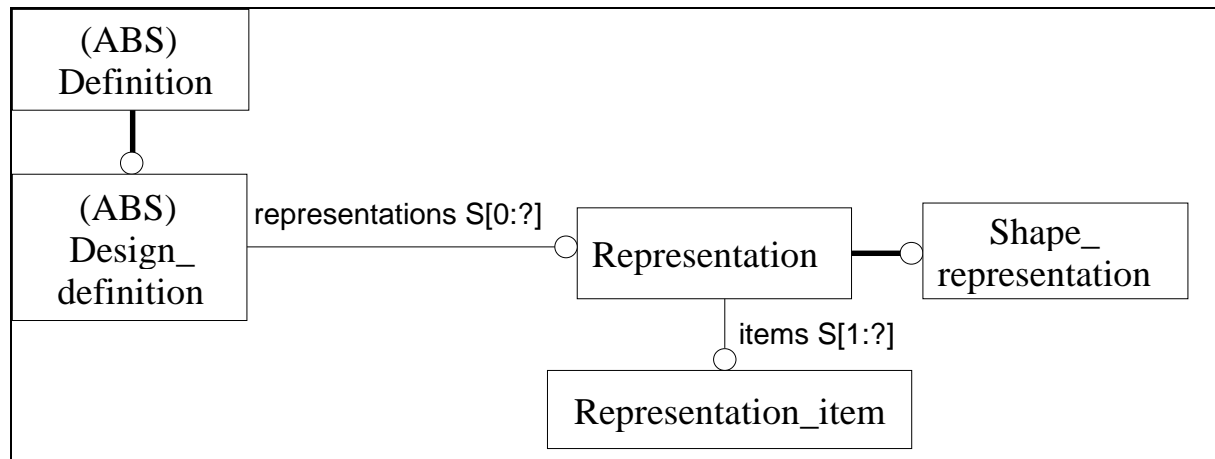 (ABS)
Definition
(ABS)
Design_
definition
representations S[0:?]
Representation
Shape_
representation
items S[1:?]
Representation_item